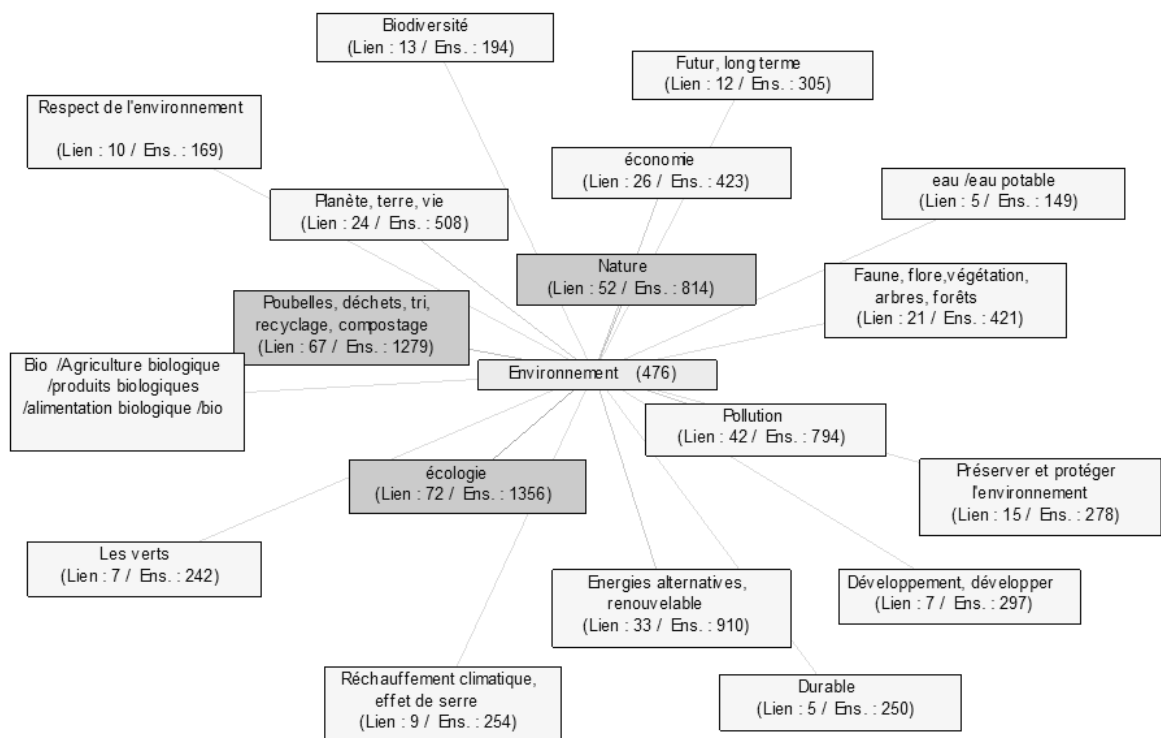 Biodiversité
(Lien : 13 / Ens. : 194)
Futur, long terme
(Lien : 12 / Ens. : 305)
Respect de l'environnement
(Lien : 10 / Ens. : 169)
économie
(Lien : 26 / Ens. : 423)
eau /eau potable
(Lien : 5 / Ens. : 149)
Planète, terre, vie
(Lien : 24 / Ens. : 508)
Nature
(Lien : 52 / Ens. : 814)
Faune, flore,végétation,
arbres, forêts
(Lien : 21 / Ens. : 421)
Poubelles, déchets, tri,
recyclage, compostage
(Lien : 67 / Ens. : 1279)
Bio /Agriculture biologique
/produits biologiques
/alimentation biologique /bio
Environnement (476)
Pollution
(Lien : 42 / Ens. : 794)
écologie
(Lien : 72 / Ens. : 1356)
Préserver et protéger
l'environnement
(Lien : 15 / Ens. : 278)
Les verts
(Lien : 7 / Ens. : 242)
Energies alternatives,
renouvelable
(Lien : 33 / Ens. : 910)
Développement, développer
(Lien : 7 / Ens. : 297)
Réchauffement climatique,
effet de serre
(Lien : 9 / Ens. : 254)
Durable
(Lien : 5 / Ens. : 250)